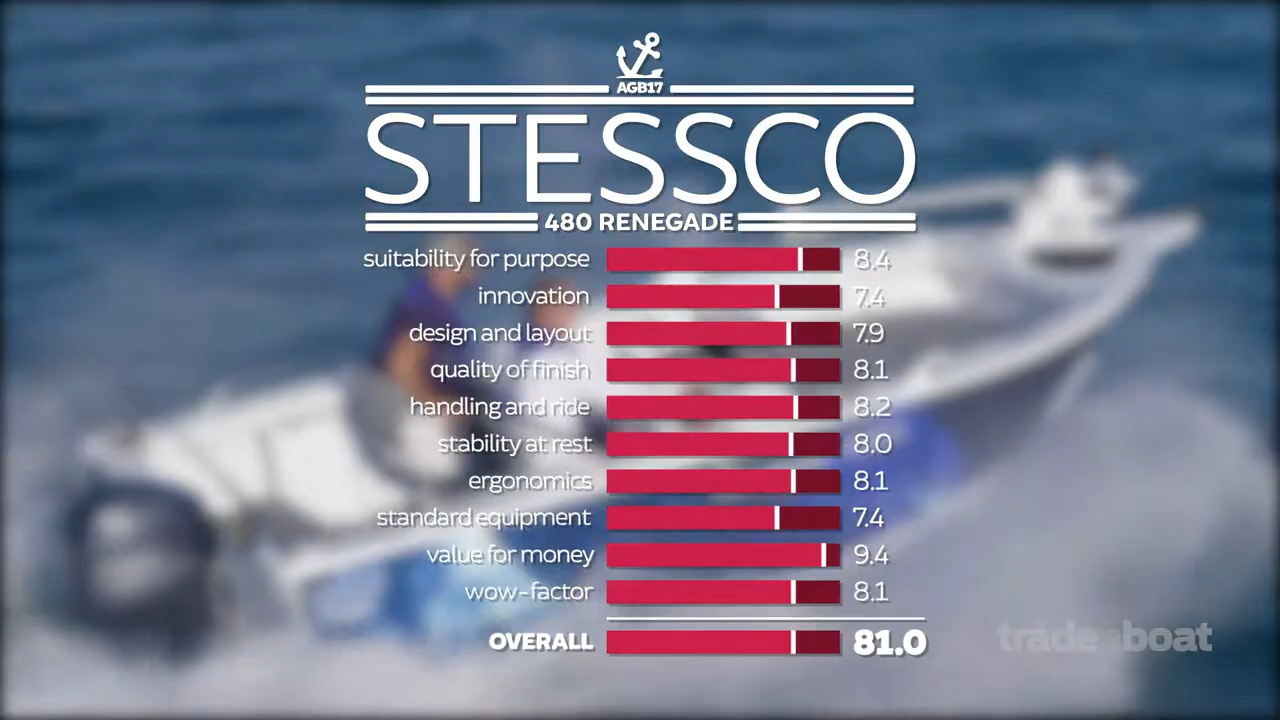 AGB17
STESSCO
480 RENEGADE
suitability for purpose 8.4
innovation 7.4
design and layout 7.9
quality of finish 8.1
handling and ride 8.2
stability at rest 8.0
ergonomics 8.1
standard equipment 7.4
value for money 9.4
wow-factor 8.1
OVERALL 81.0
trade a boat